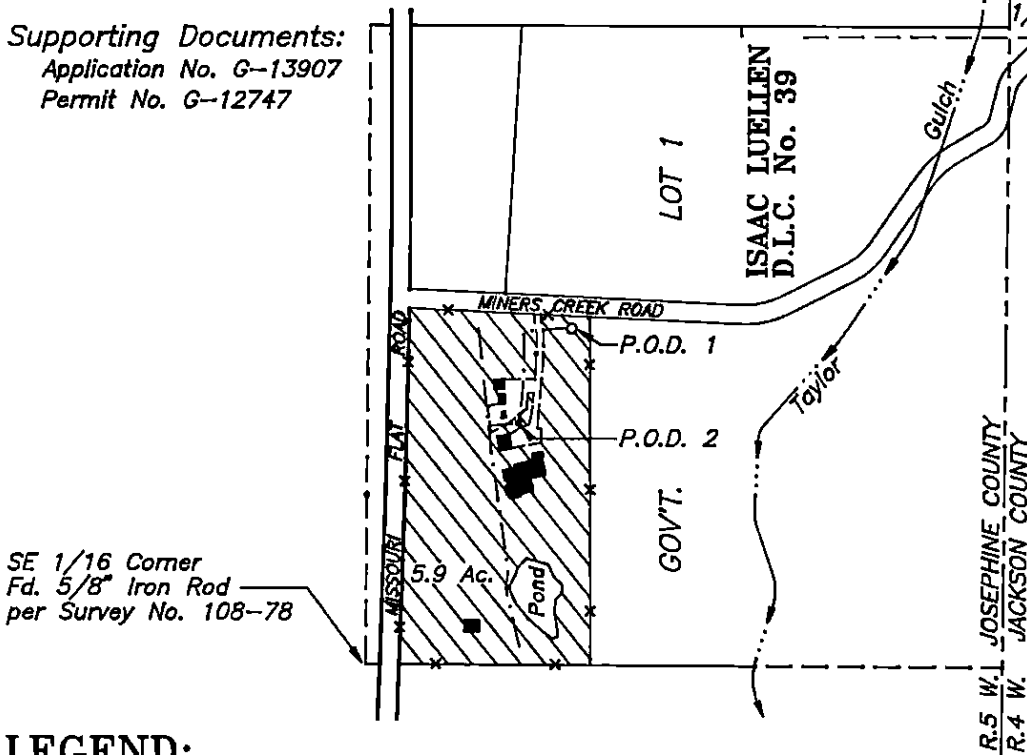 Supporting Documents:
Application No. G-13907
Permit No. G-12747
LOT 1
ISAAC LUELLEN
D.L.C. No. 39
Gulch
MINERS CREEK ROAD
P.O.D. 1
Taylor
P.O.D. 2
MISSOURI FLAT ROAD
GOV'T.
SE 1/16 Corner
Fd. 5/8" Iron Rod
per Survey No. 108-78
5.9 Ac.
Pond
R.5 W. JOSEPHINE COUNTY
R.4 W. JACKSON COUNTY
LEGEND: